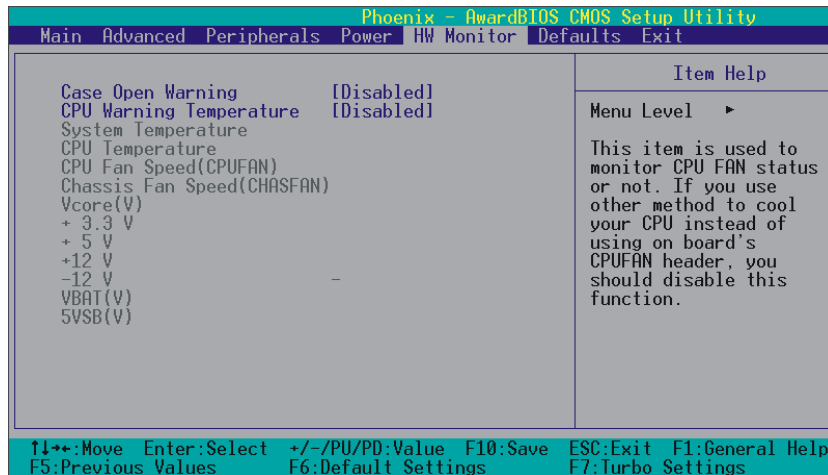 Phoenix - AwardBIOS CMOS Setup Utility
Main Advanced Peripherals Power HW Monitor Defaults Exit
Case Open Warning [Disabled]
CPU Warning Temperature [Disabled]
System Temperature
CPU Temperature
CPU Fan Speed(CPUFAN)
Chassis Fan Speed(CHASFAN)
Vcore(V)
+ 3.3 V
+ 5 V
+12 V
-12 V -
VBAT(V)
5VSB(V)
Item Help
Menu Level ►
This item is used to
monitor CPU FAN status
or not. If you use
other method to cool
your CPU instead of
using on board's
CPUFAN header, you
should disable this
function.
↑↓→←:Move Enter:Select +/-/PU/PD:Value F10:Save ESC:Exit F1:General Help
F5:Previous Values F6:Default Settings F7:Turbo Settings